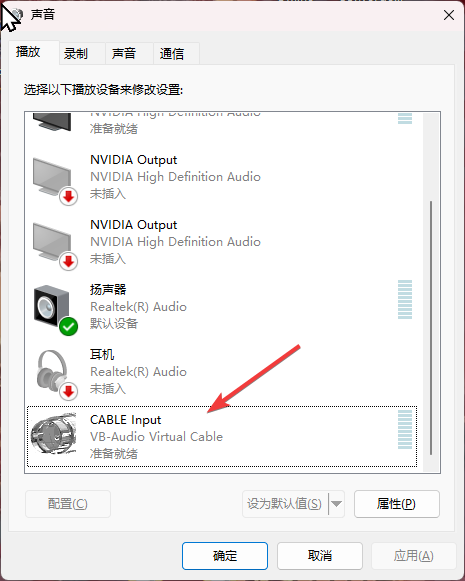 声音
播放
录制
声音
通信
选择以下播放设备来修改设置:
NVIDIA High Definition Audio
准备就绪
NVIDIA Output
NVIDIA High Definition Audio
未插入
NVIDIA Output
NVIDIA High Definition Audio
未插入
扬声器
Realtek(R) Audio
默认设备
耳机
Realtek(R) Audio
未插入
CABLE Input
VB-Audio Virtual Cable
准备就绪
配置(C)
设为默认值(S)
属性(P)
确定
取消
应用(A)